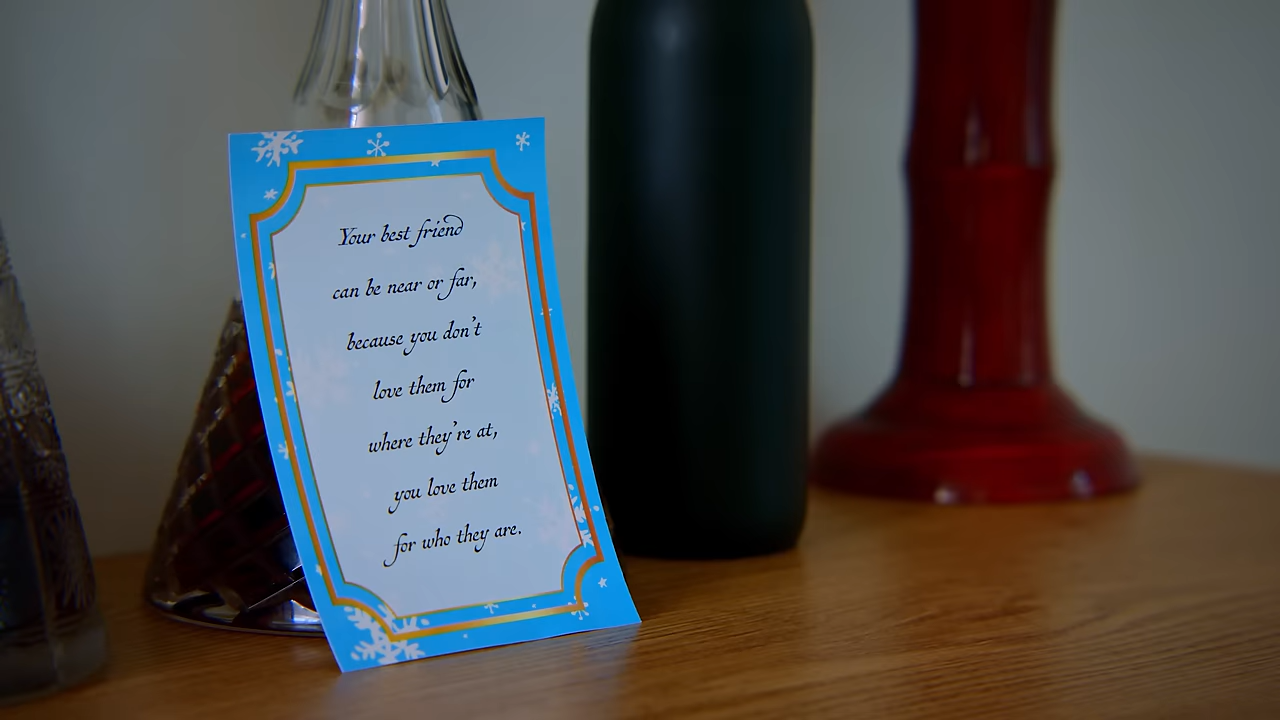 Your best friend
can be near or far,
because you don't
love them for
where they're at,
you love them
for who they are.